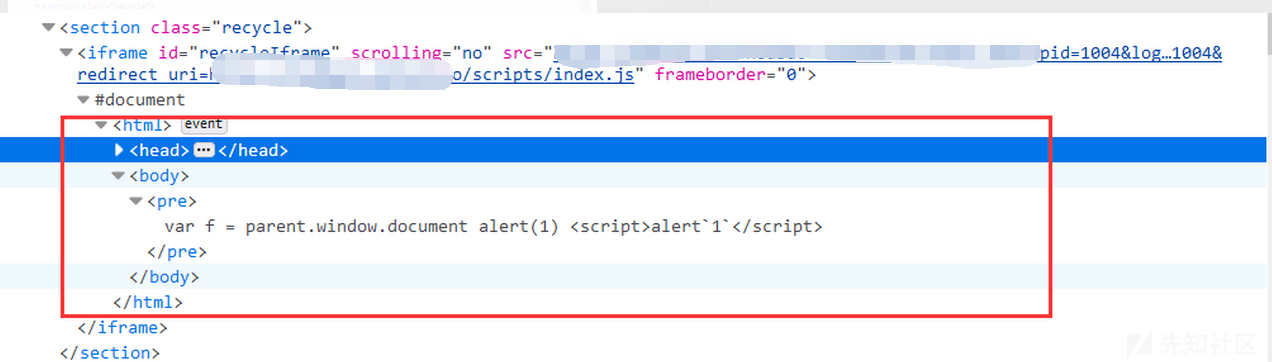 <section class="recycle">
<iframe id="recycleIframe" scrolling="no" src="pid=1004&log…1004&
redirect_uri=o/scripts/index.js" frameborder="0">
#document
<html> event
<head> ••• </head>
<body>
<pre>
var f = parent.window.document alert(1) <script>alert`1`</script>
</pre>
</body>
</html>
</iframe>
</section>
先知社区